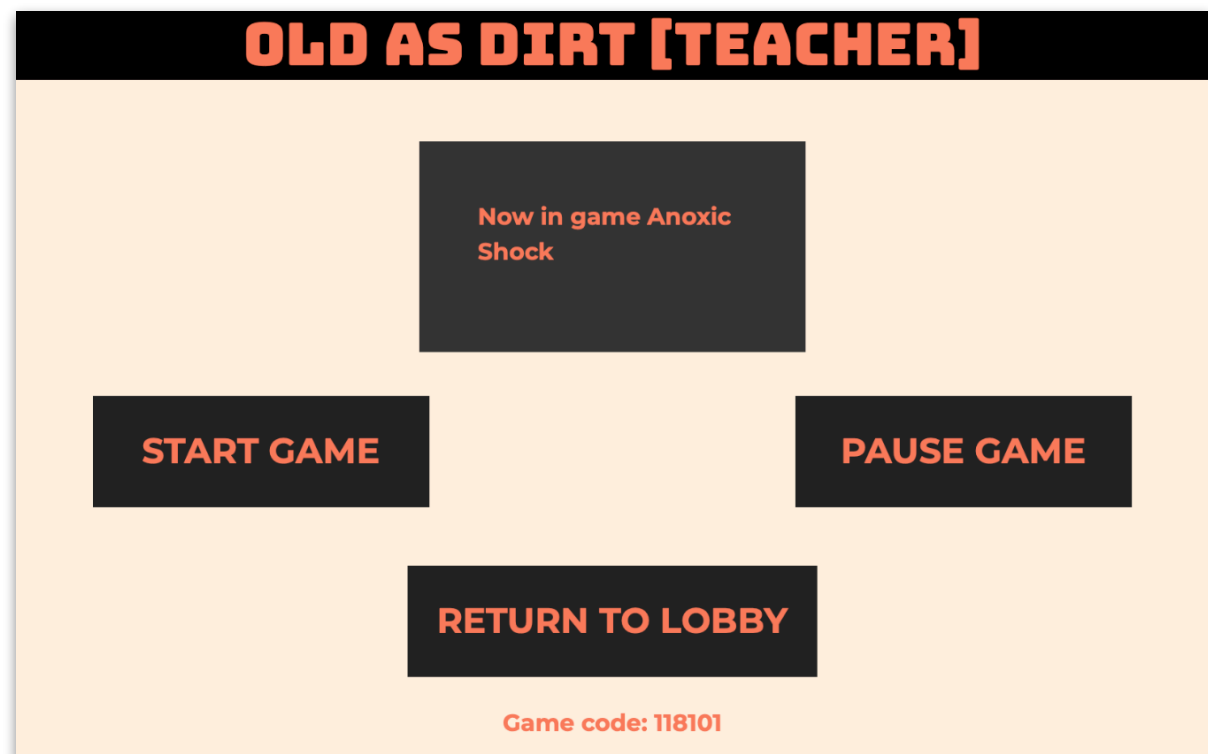 OLD AS DIRT [TEACHER]
Now in game Anoxic
Shock
START GAME
PAUSE GAME
RETURN TO LOBBY
Game code: 118101